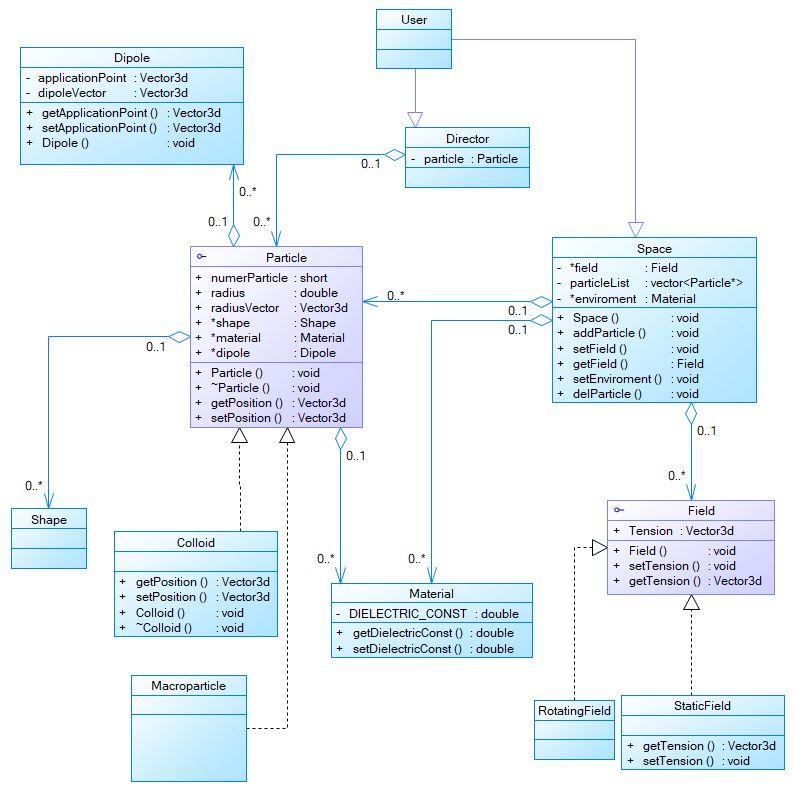 User
Dipole
- applicationPoint : Vector3d
- dipoleVector : Vector3d
+ getApplicationPoint () : Vector3d
+ setApplicationPoint () : Vector3d
+ Dipole () : void
Director
- particle : Particle
0..1
0..*
0..1
0..*
Particle
+ numerParticle : short
+ radius : double
+ radiusVector : Vector3d
+ *shape : Shape
+ *material : Material
+ *dipole : Dipole
+ Particle () : void
+ ~Particle () : void
+ getPosition () : Vector3d
+ setPosition () : Vector3d
Space
- *field : Field
- particleList : vector<Particle*>
- *enviroment : Material
+ Space () : void
+ addParticle () : void
+ setField () : void
+ getField () : Field
+ setEnviroment () : void
+ delParticle () : void
0..*
0..1
0..1
0..1
0..1
0..1
0..*
0..*
Shape
Field
+ Tension : Vector3d
+ Field () : void
+ setTension () : void
+ getTension () : Vector3d
Colloid
+ getPosition () : Vector3d
+ setPosition () : Vector3d
+ Colloid () : void
+ ~Colloid () : void
0..*
0..*
Material
- DIELECTRIC_CONST : double
+ getDielectricConst () : double
+ setDielectricConst () : double
Macroparticle
RotatingField
StaticField
+ getTension () : Vector3d
+ setTension () : void